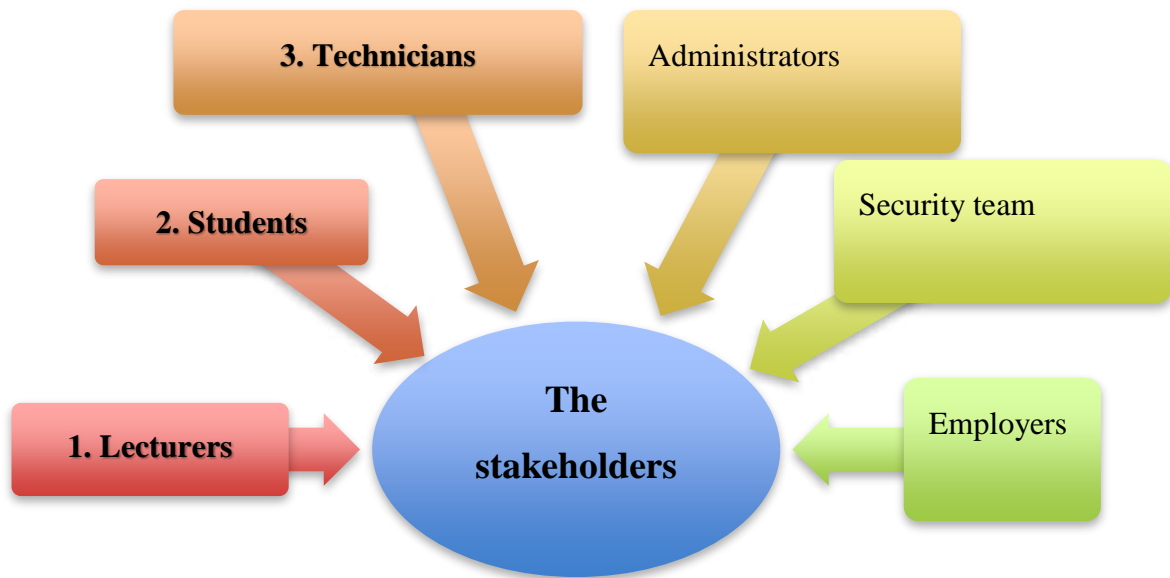 3. Technicians
Administrators
2. Students
Security team
1. Lecturers
The
stakeholders
Employers